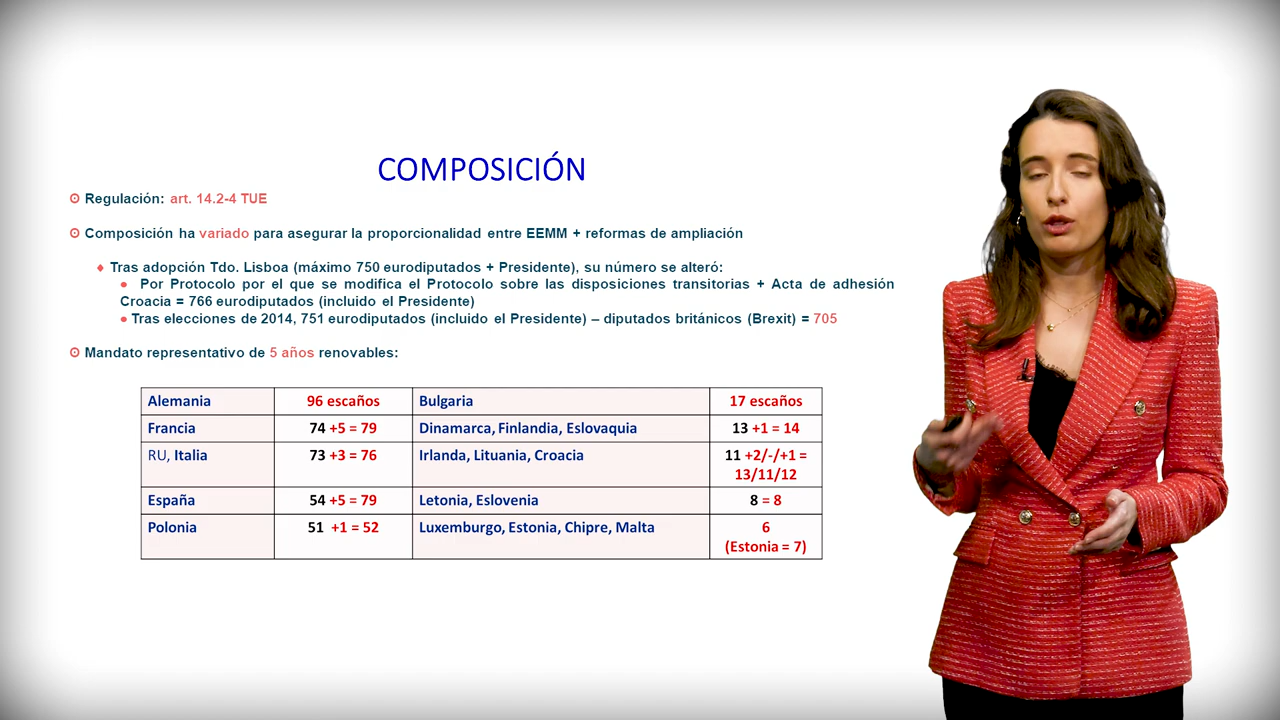 COMPOSICIÓN
Regulación: art. 14.2-4 TUE
Composición ha variado para asegurar la proporcionalidad entre EEMM + reformas de ampliación
Tras adopción Tdo. Lisboa (máximo 750 eurodiputados + Presidente), su número se alteró:
Por Protocolo por el que se modifica el Protocolo sobre las disposiciones transitorias + Acta de adhesión
Croacia = 766 eurodiputados (incluido el Presidente)
Tras elecciones de 2014, 751 eurodiputados (incluido el Presidente) – diputados británicos (Brexit) = 705
Mandato representativo de 5 años renovables:
Alemania 96 escaños Bulgaria 17 escaños
Francia 74 +5 = 79 Dinamarca, Finlandia, Eslovaquia 13 +1 = 14
RU, Italia 73 +3 = 76 Irlanda, Lituania, Croacia 11 +2/-/+1 =
13/11/12
España 54 +5 = 79 Letonia, Eslovenia 8 = 8
Polonia 51 +1 = 52 Luxemburgo, Estonia, Chipre, Malta 6
(Estonia = 7)